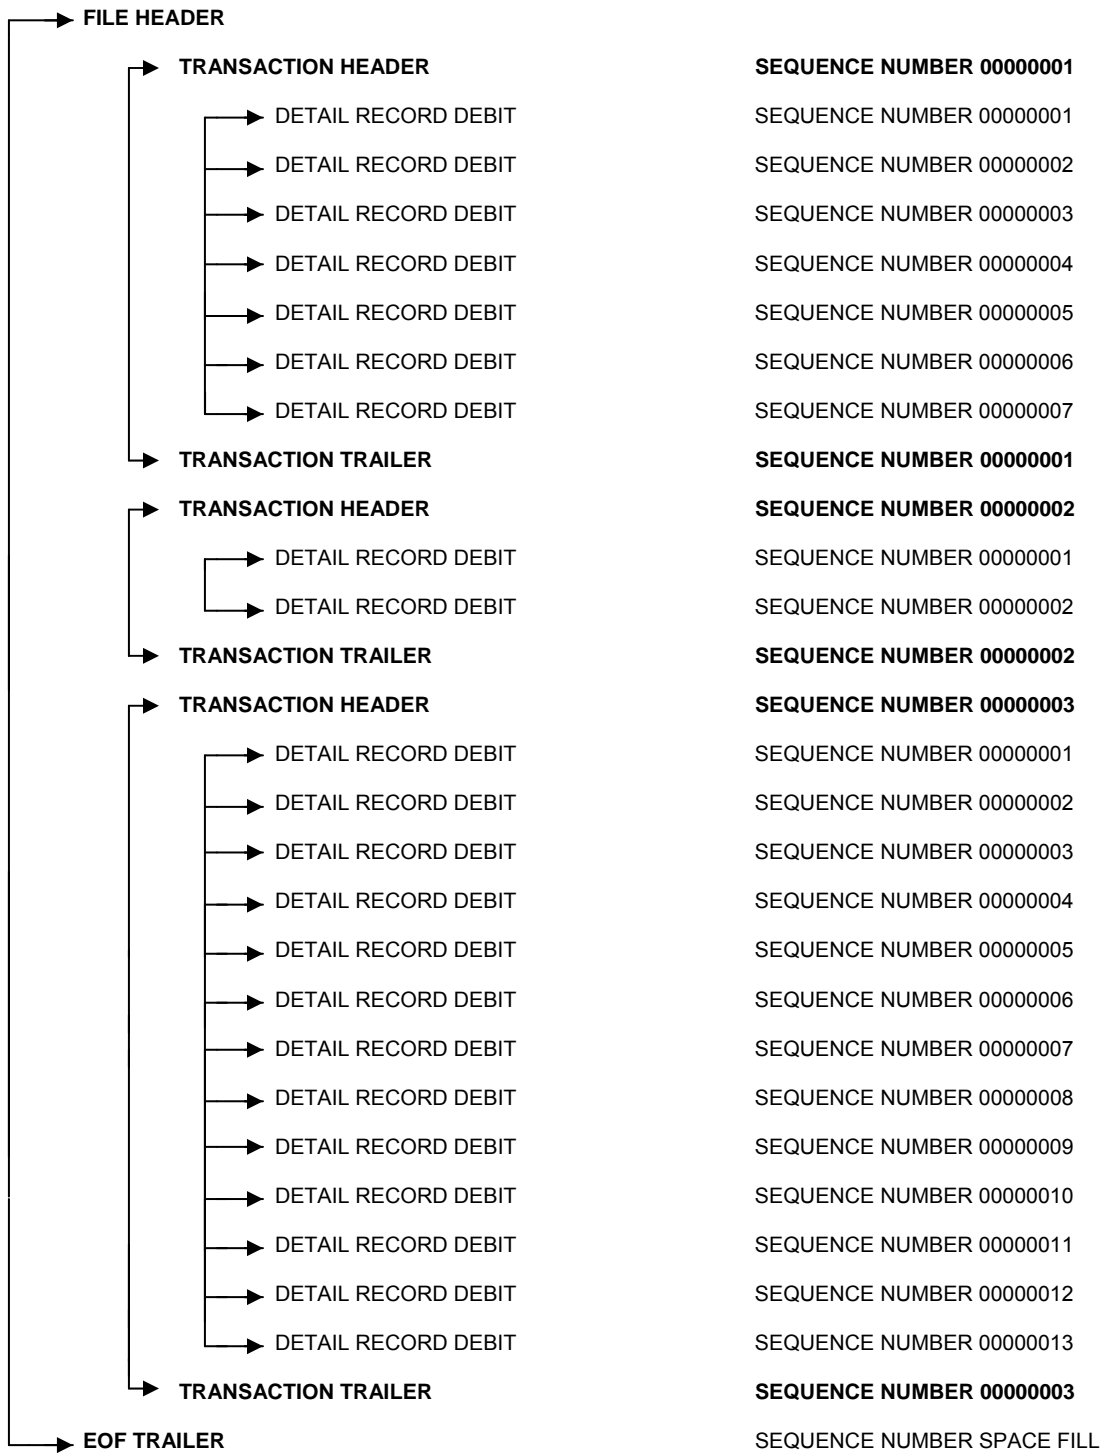 FILE HEADER
TRANSACTION HEADER SEQUENCE NUMBER 00000001
DETAIL RECORD DEBIT SEQUENCE NUMBER 00000001
DETAIL RECORD DEBIT SEQUENCE NUMBER 00000002
DETAIL RECORD DEBIT SEQUENCE NUMBER 00000003
DETAIL RECORD DEBIT SEQUENCE NUMBER 00000004
DETAIL RECORD DEBIT SEQUENCE NUMBER 00000005
DETAIL RECORD DEBIT SEQUENCE NUMBER 00000006
DETAIL RECORD DEBIT SEQUENCE NUMBER 00000007
TRANSACTION TRAILER SEQUENCE NUMBER 00000001
TRANSACTION HEADER SEQUENCE NUMBER 00000002
DETAIL RECORD DEBIT SEQUENCE NUMBER 00000001
DETAIL RECORD DEBIT SEQUENCE NUMBER 00000002
TRANSACTION TRAILER SEQUENCE NUMBER 00000002
TRANSACTION HEADER SEQUENCE NUMBER 00000003
DETAIL RECORD DEBIT SEQUENCE NUMBER 00000001
DETAIL RECORD DEBIT SEQUENCE NUMBER 00000002
DETAIL RECORD DEBIT SEQUENCE NUMBER 00000003
DETAIL RECORD DEBIT SEQUENCE NUMBER 00000004
DETAIL RECORD DEBIT SEQUENCE NUMBER 00000005
DETAIL RECORD DEBIT SEQUENCE NUMBER 00000006
DETAIL RECORD DEBIT SEQUENCE NUMBER 00000007
DETAIL RECORD DEBIT SEQUENCE NUMBER 00000008
DETAIL RECORD DEBIT SEQUENCE NUMBER 00000009
DETAIL RECORD DEBIT SEQUENCE NUMBER 00000010
DETAIL RECORD DEBIT SEQUENCE NUMBER 00000011
DETAIL RECORD DEBIT SEQUENCE NUMBER 00000012
DETAIL RECORD DEBIT SEQUENCE NUMBER 00000013
TRANSACTION TRAILER SEQUENCE NUMBER 00000003
EOF TRAILER SEQUENCE NUMBER SPACE FILL